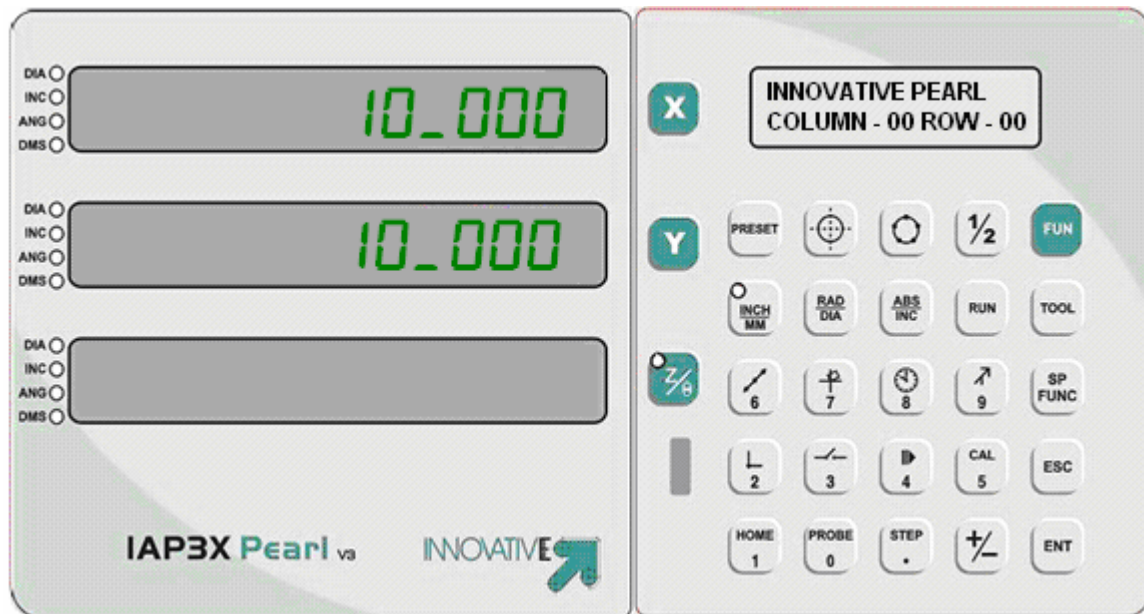 DIA
INC
ANG
DMS
10_000
DIA
INC
ANG
DMS
10_000
DIA
INC
ANG
DMS
IAP3X Pearl V3
INNOVATIVE
X
Y
Z/θ
INNOVATIVE PEARL
COLUMN - 00 ROW - 00
PRESET
1/2
FUN
INCH
MM
RAD
DIA
ABS
INC
RUN
TOOL
6
7
8
9
SP
FUNC
2
3
4
CAL
5
ESC
HOME
1
PROBE
0
STEP
.
+/-
ENT